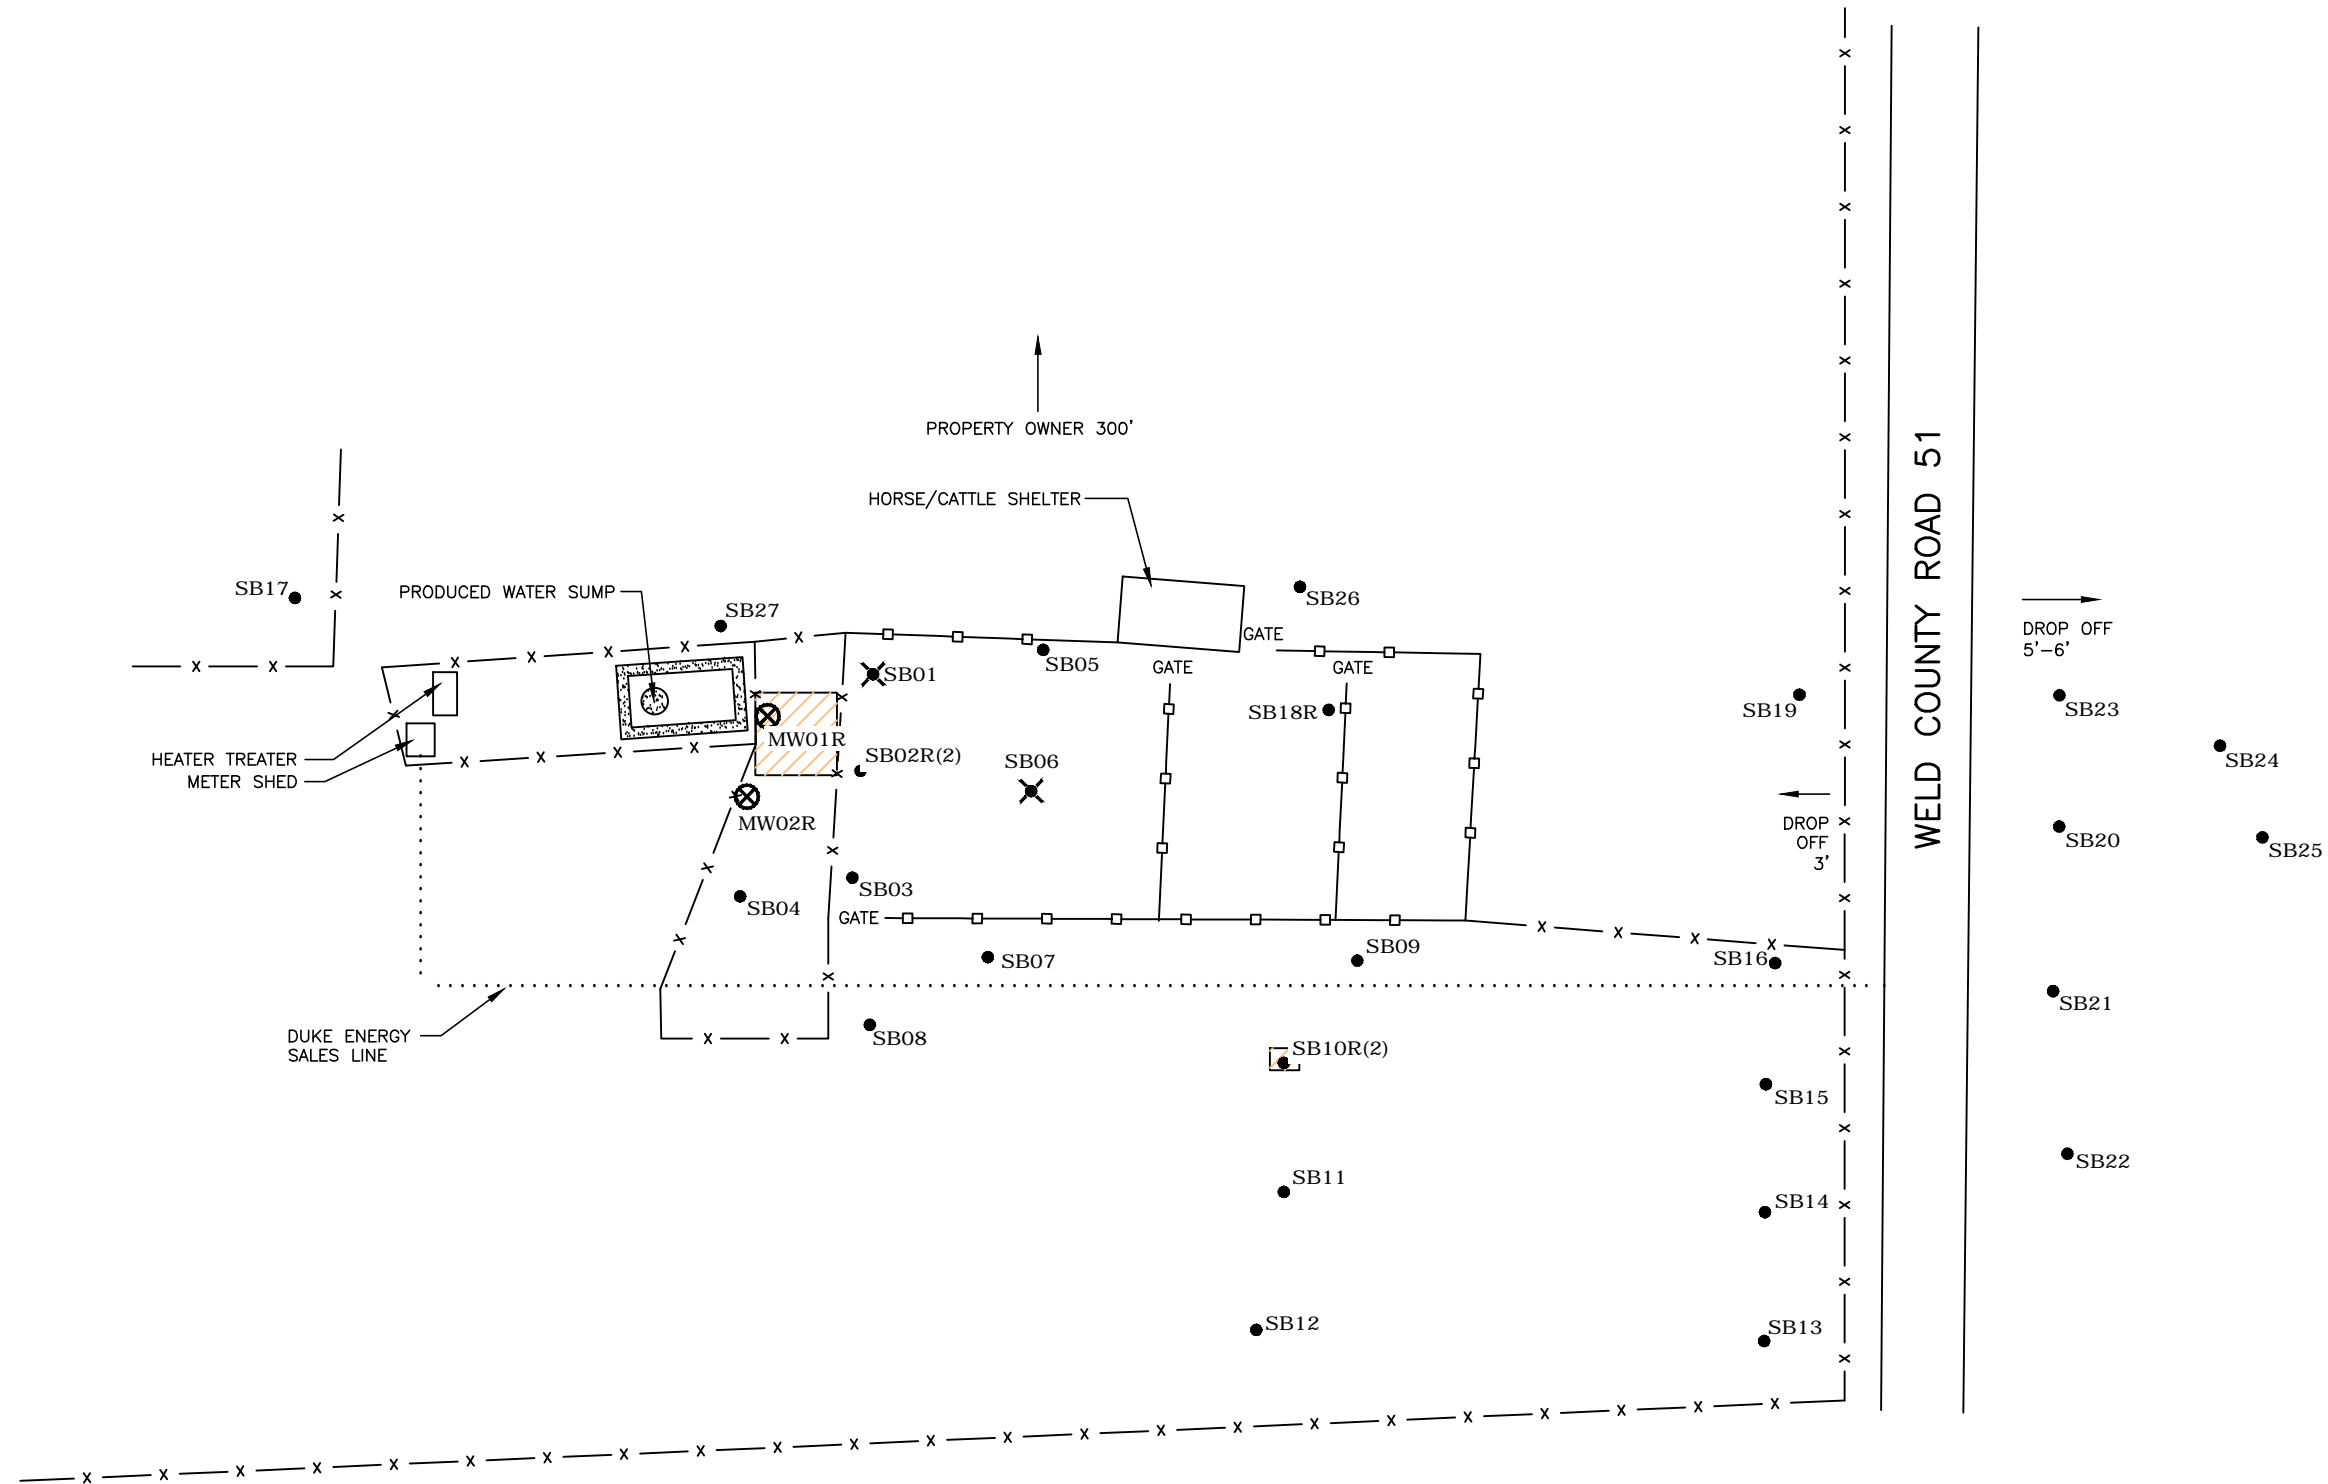 PROPERTY OWNER 300'
HORSE/CATTLE SHELTER
WELD COUNTY ROAD 51
SB17
PRODUCED WATER SUMP
SB27
SB26
GATE
DROP OFF
5'-6'
SB01
SB05
GATE
GATE
SB18R
SB19
SB23
MW01R
SB02R(2)
SB06
HEATER TREATER
METER SHED
SB24
MW02R
DROP
OFF
3'
SB20
SB25
SB03
SB04
GATE
SB07
SB09
SB16
SB21
DUKE ENERGY
SALES LINE
SB08
SB10R(2)
SB15
SB22
SB11
SB14
SB12
SB13